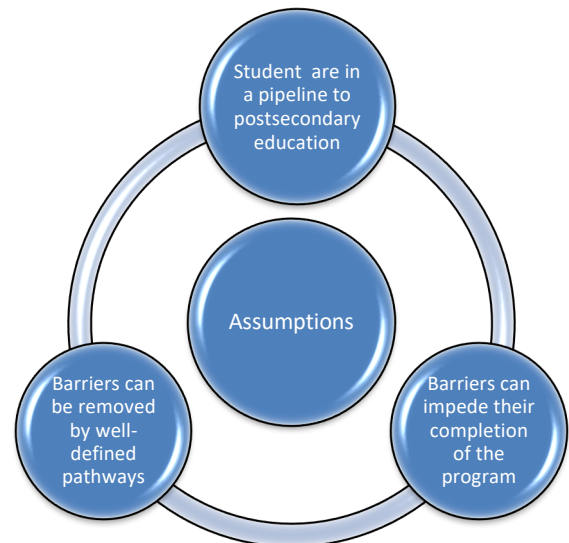 Student are in
a pipeline to
postsecondary
education
Assumptions
Barriers can
be removed
by well-
defined
pathways
Barriers can
impede their
completion
of the
program